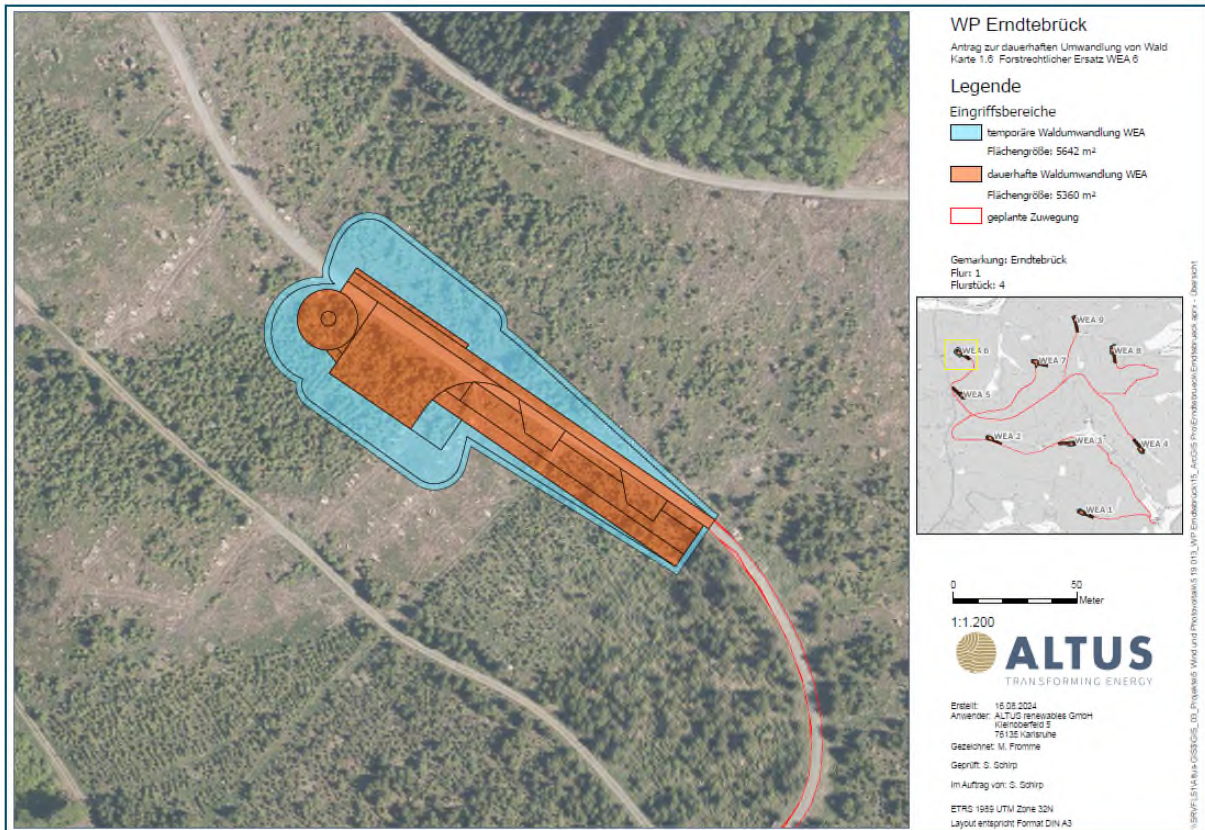 WP Erndtebrück
Antrag zur dauerhaften Umwandlung von Wald
Karte 1.6 Forstrechtlicher Ersatz WEA 6
Legende
Eingriffsbereiche
temporäre Waldumwandlung WEA
Flächengröße: 5642 m²
dauerhafte Waldumwandlung WEA
Flächengröße: 5360 m²
geplante Zuwegung
Gemarkung: Erndtebrück
Flur: 1
Flurstück: 4
WEA 9
WEA 6
WEA 7
WEA 8
WEA 5
WEA 2
WEA 3
WEA 4
WEA 1
0 50
Meter
1:1.200
ALTUS
TRANSFORMING ENERGY
Erstellt: 16.08.2024
Anwender: ALTUS renewables GmbH
Kleinoberfeld 5
76135 Karlsruhe
Gezeichnet: M. Fromme
Geprüft: S. Schirp
Im Auftrag von: S. Schirp
ETRS 1989 UTM Zone 32N
Layout entspricht Format DIN A3